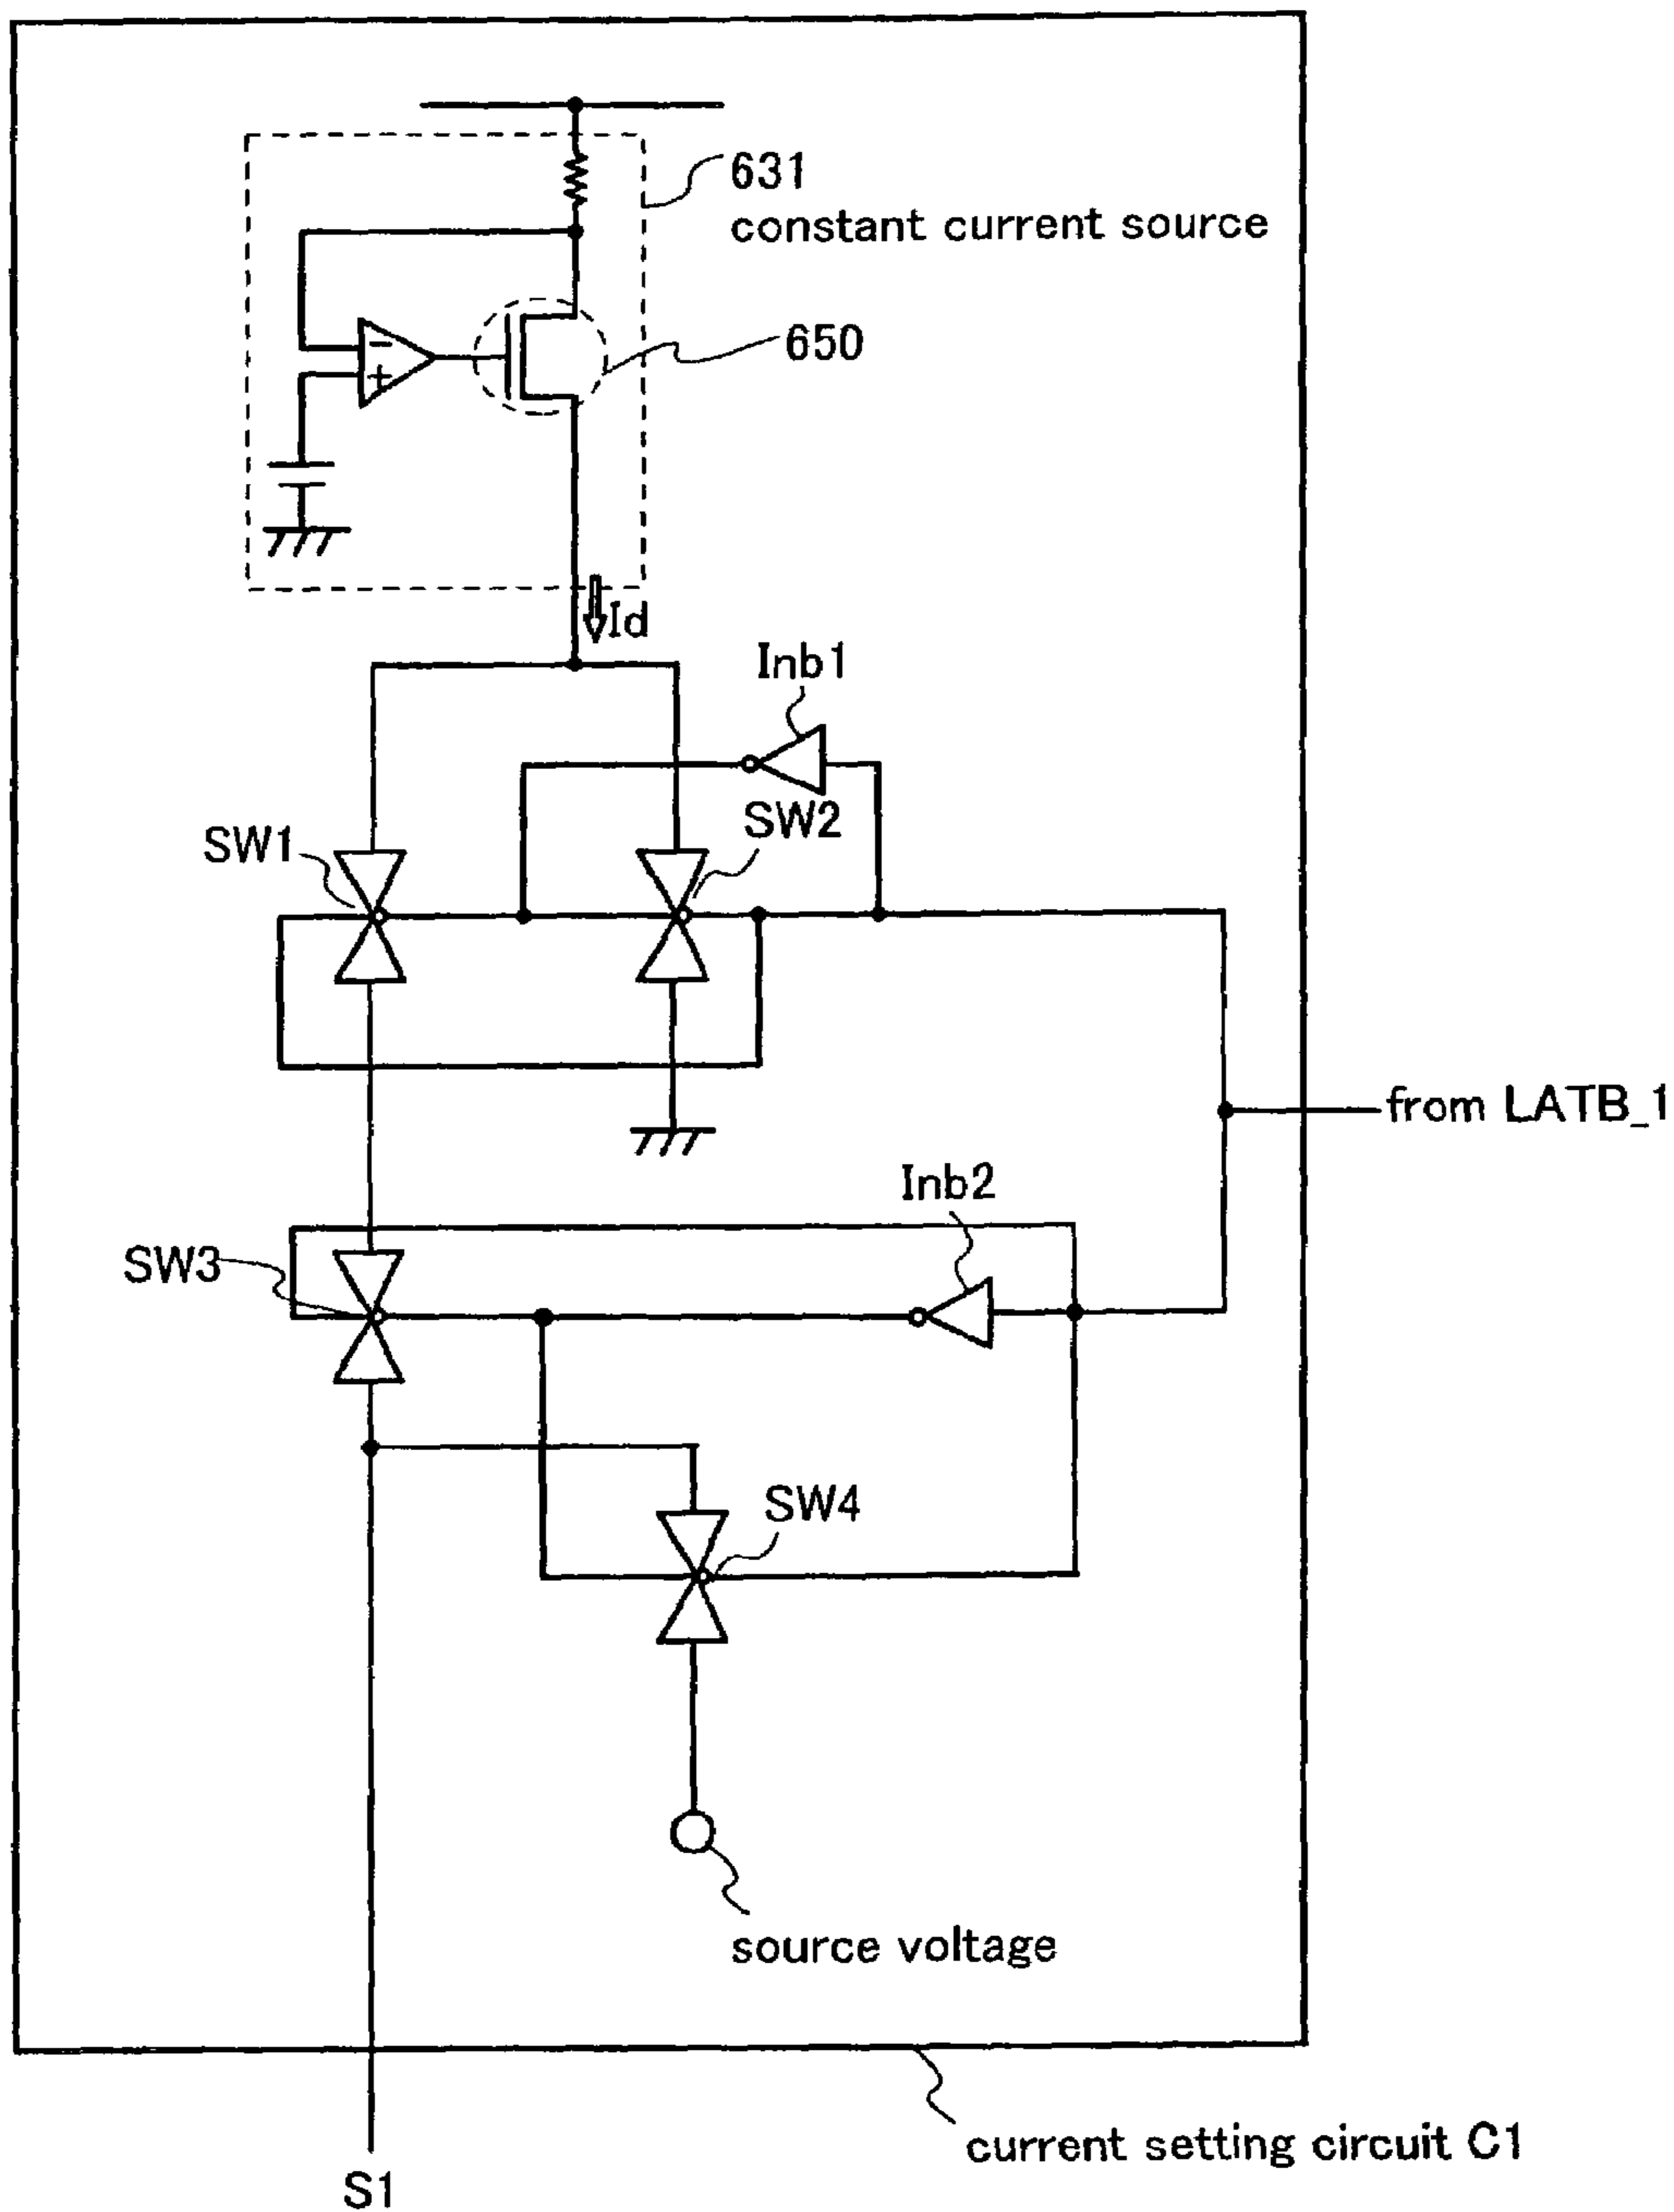 631
constant current source
650
Id
Inb1
SW2
SW1
from LATB_1
Inb2
SW3
SW4
source voltage
current setting circuit C1
S1